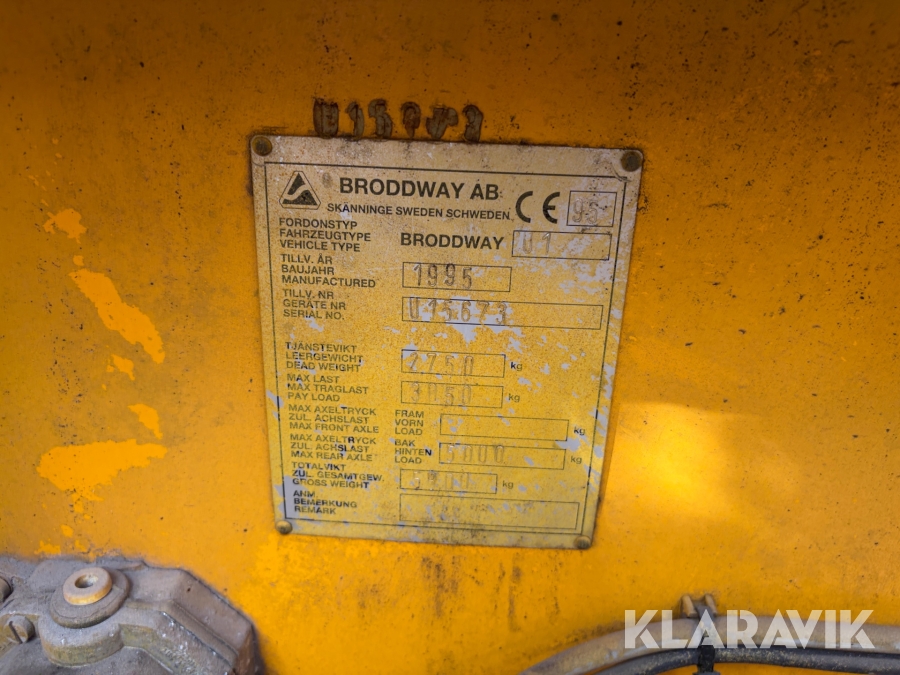 BRODDWAY AB
SKÄNNINGE SWEDEN SCHWEDEN
CE 95
FORDONSTYP
FAHRZEUGTYPE
VEHICLE TYPE
BRODDWAY U1
TILLV. ÅR
BAUJAHR
MANUFACTURED
1995
TILLV. NR
GERÄTE NR
SERIAL NO.
U15673
TJÄNSTEVIKT
LEERGEWICHT
DEAD WEIGHT
2750 kg
MAX LAST
MAX TRAGLAST
PAY LOAD
3050 kg
MAX AXELTRYCK
ZUL. ACHSLAST
MAX FRONT AXLE
FRAM
VORN
LOAD
kg
MAX AXELTRYCK
ZUL. ACHSLAST
MAX REAR AXLE
BAK
HINTEN
LOAD
5000 kg
TOTALVIKT
ZUL. GESAMTGEW.
GROSS WEIGHT
kg
ANM.
BEMERKUNG
REMARK
KLARAVIK